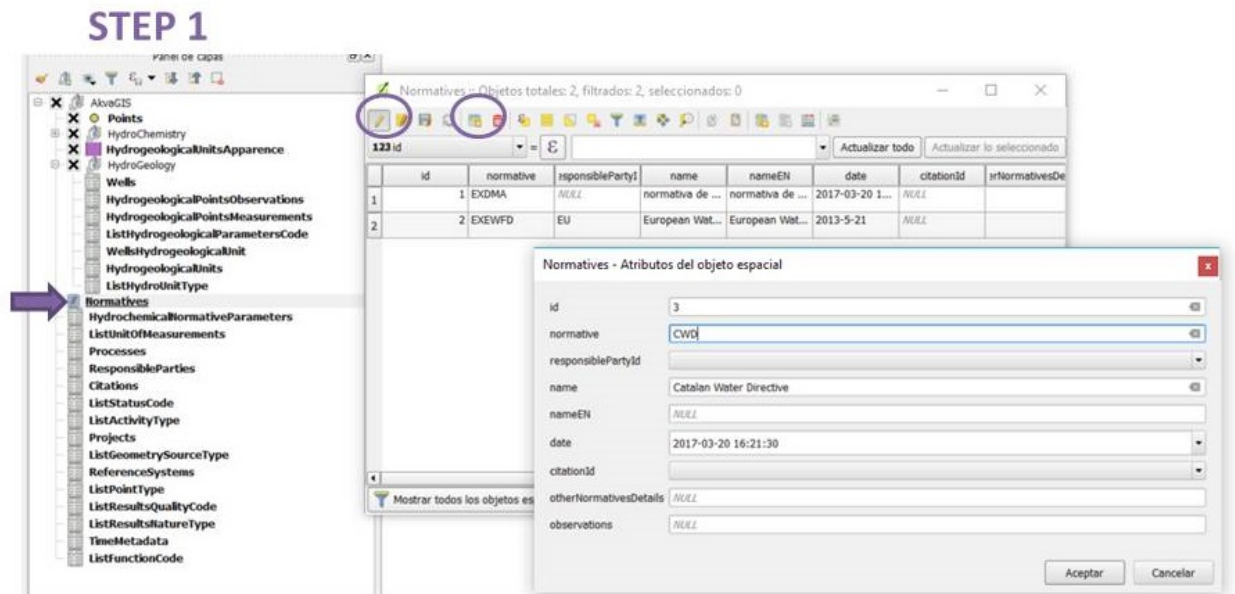 STEP 1
Panel de capas
AkvaGIS
Points
HydroChemistry
HydrogeologicalUnitsApparence
HydroGeology
Wells
HydrogeologicalPointsObservations
HydrogeologicalPointsMeasurements
ListHydrogeologicalParametersCode
WellsHydrogeologicalUnit
HydrogeologicalUnits
ListHydroUnitType
Normatives
HydrochemicalNormativeParameters
ListUnitOfMeasurements
Processes
ResponsibleParties
Citations
ListStatusCode
ListActivityType
Projects
ListGeometrySourceType
ReferenceSystems
ListPointType
ListResultsQualityCode
ListResultsNatureType
TimeMetadata
ListFunctionCode
Normatives :: Objetos totales: 2, filtrados: 2, seleccionados: 0
123 id = ε Actualizar todo Actualizar lo seleccionado
id normative esponsiblePartyI name nameEN date citationId erNormativesDe
1 1 EXDMA NULL normativa de ... normativa de ... 2017-03-20 1... NULL
2 2 EXEWFD EU European Wat... European Wat... 2013-5-21 NULL
Mostrar todos los objetos es
Normatives - Atributos del objeto espacial
id 3
normative CWD
responsiblePartyId
name Catalan Water Directive
nameEN NULL
date 2017-03-20 16:21:30
citationId
otherNormativesDetails NULL
observations NULL
Aceptar Cancelar